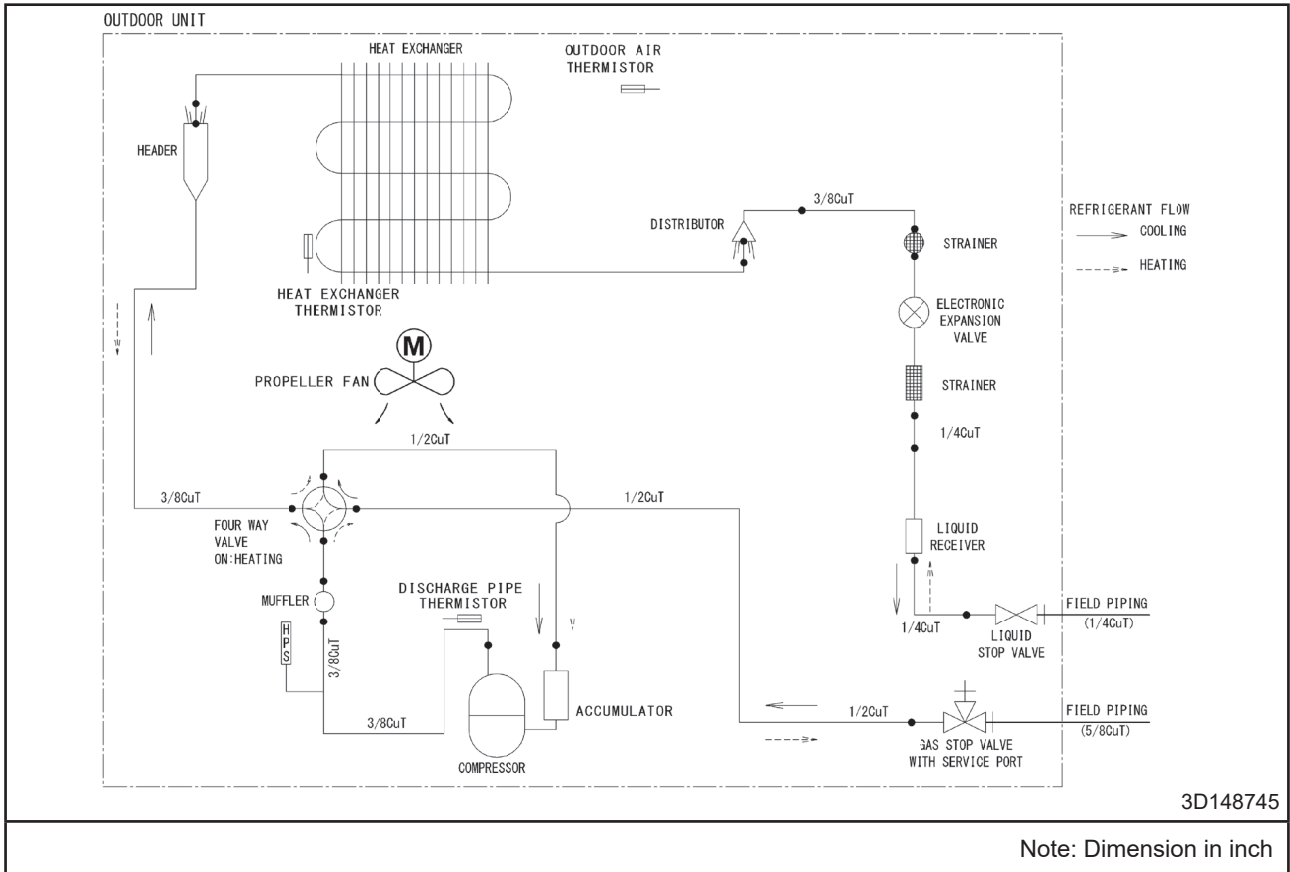 OUTDOOR UNIT
HEAT EXCHANGER
OUTDOOR AIR
THERMISTOR
HEADER
3/8CuT
DISTRIBUTOR
STRAINER
REFRIGERANT FLOW
COOLING
HEATING
HEAT EXCHANGER
THERMISTOR
ELECTRONIC
EXPANSION
VALVE
M
PROPELLER FAN
STRAINER
1/4CuT
1/2CuT
3/8CuT
1/2CuT
FOUR WAY
VALVE
ON:HEATING
LIQUID
RECEIVER
MUFFLER
DISCHARGE PIPE
THERMISTOR
HPS
3/8CuT
1/4CuT
LIQUID
STOP VALVE
FIELD PIPING
(1/4CuT)
3/8CuT
ACCUMULATOR
COMPRESSOR
1/2CuT
GAS STOP VALVE
WITH SERVICE PORT
FIELD PIPING
(5/8CuT)
3D148745
Note: Dimension in inch